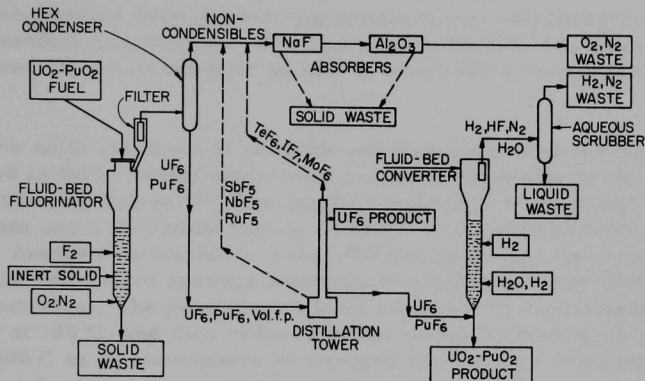 HEX
CONDENSER
NON-
CONDENSIBLES
NaF
Al2O3
ABSORBERS
O2,N2
WASTE
H2,N2
WASTE
UO2-PuO2
FUEL
FILTER
SOLID WASTE
H2,HF,N2
H2O
AQUEOUS
SCRUBBER
TeF6,IF7,MoF6
FLUID-BED
CONVERTER
UF6
PuF6
SbF5
NbF5
RuF5
FLUID-BED
FLUORINATOR
UF6 PRODUCT
LIQUID
WASTE
F2
H2
INERT SOLID
H2O,H2
O2,N2
UF6,PuF6,Vol.f.p.
UF6
PuF6
DISTILLATION
TOWER
SOLID
WASTE
UO2-PuO2
PRODUCT